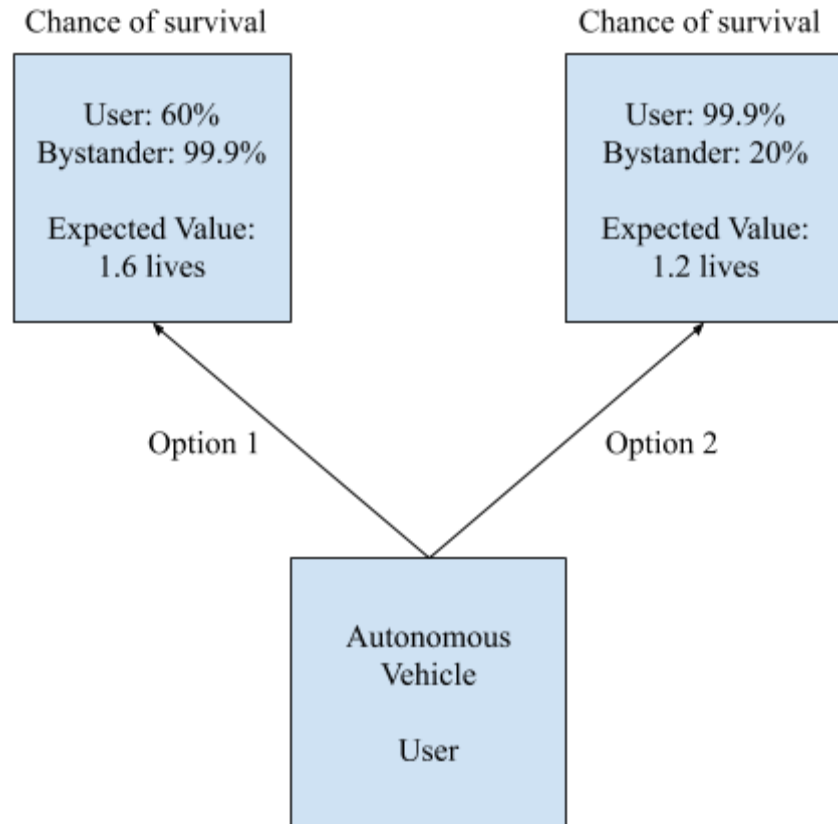 Chance of survival
User: 60%
Bystander: 99.9%
Expected Value:
1.6 lives
Chance of survival
User: 99.9%
Bystander: 20%
Expected Value:
1.2 lives
Option 1
Option 2
Autonomous
Vehicle
User